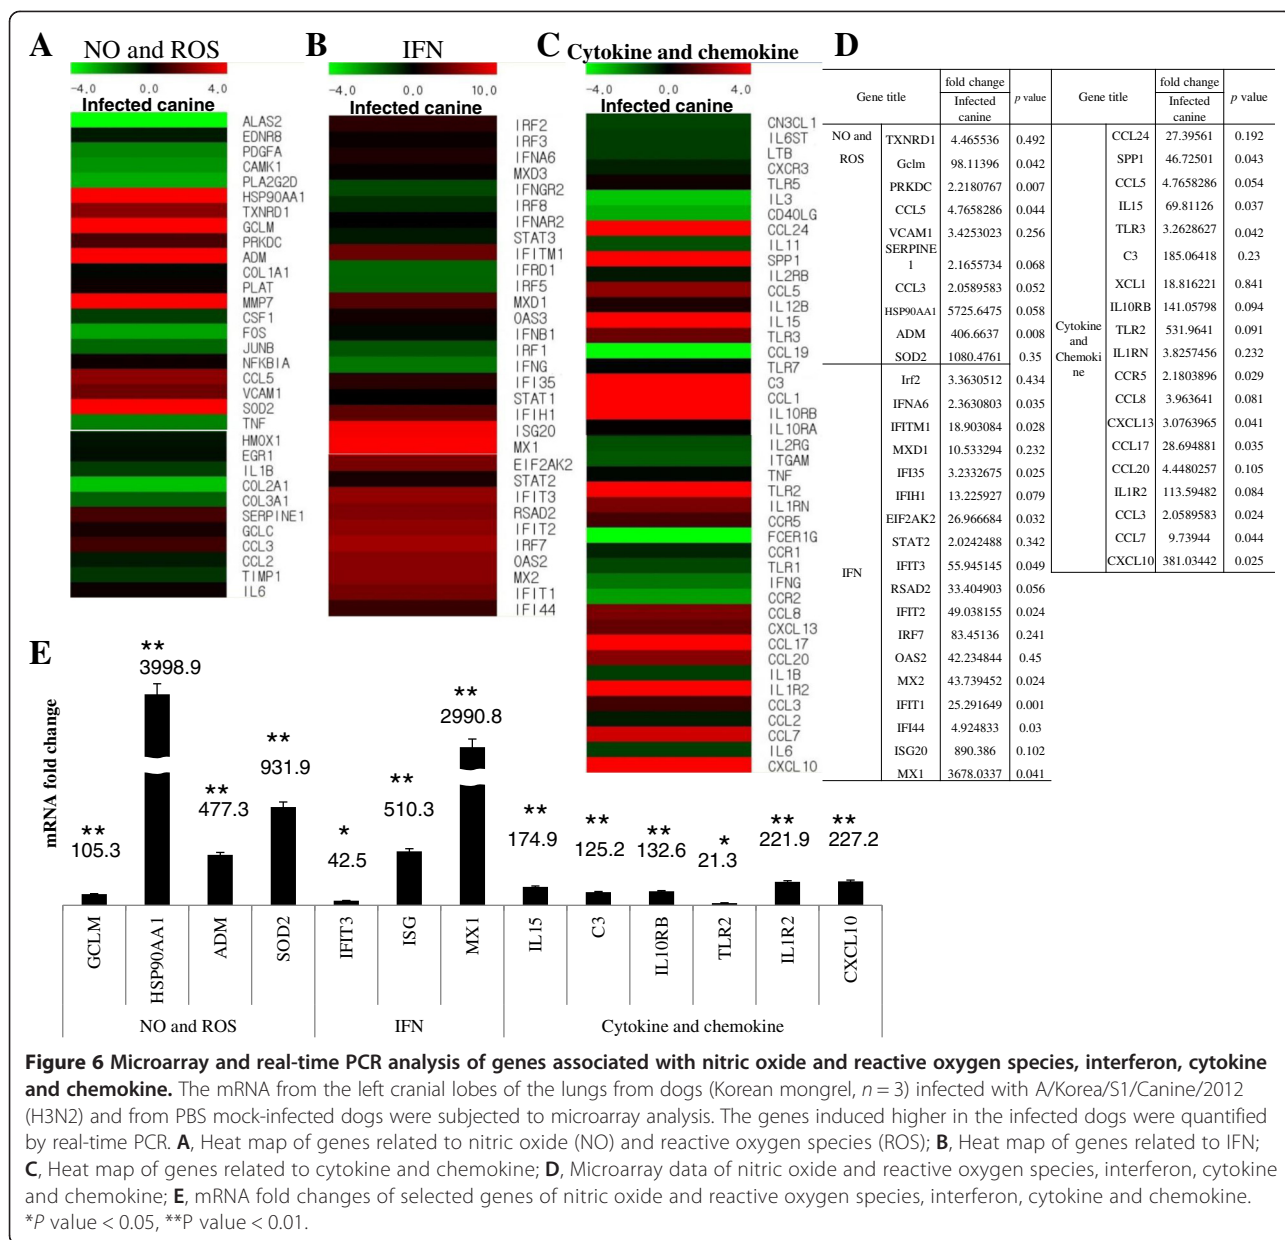 A
NO and ROS
-4.0 0.0 4.0
Infected canine
ALAS2
EDNR8
PDGFA
CAMK1
PLA2G2D
HSP90AA1
TXNRD1
GCLM
PRKDC
ADM
COL1A1
PLAT
MMP7
CSF1
FOS
JUNB
NFKBIA
CCL5
VCAM1
SOD2
TNF
HMOX1
EGR1
IL1B
COL2A1
COL3A1
SERPINE1
GCLC
CCL3
CCL2
TIMP1
IL6
B
IFN
-4.0 0.0 10.0
Infected canine
IRF2
IRF3
IFNA6
MXD3
IFNGR2
IRF8
IFNAR2
STAT3
IFITM1
IFRD1
IRF5
MXD1
OAS3
IFNB1
IRF1
IFNG
IFI35
STAT1
IFIH1
ISG20
MX1
EIF2AK2
STAT2
IFIT3
RSAD2
IFIT2
IRF7
OAS2
MX2
IFIT1
IFI44
C
Cytokine and chemokine
-4.0 0.0 4.0
Infected canine
CN3CL1
IL6ST
LTB
CXCR3
TLR5
IL3
CD40LG
CCL24
IL11
SPP1
IL2RB
CCL5
IL12B
IL15
TLR3
CCL19
TLR7
C3
CCL1
IL10RB
IL10RA
IL2RG
ITGAM
TNF
TLR2
IL1RN
CCR5
FCER1G
CCR1
TLR1
IFNG
CCR2
CCL8
CXCL13
CCL17
CCL20
IL1B
IL1R2
CCL3
CCL2
CCL7
IL6
CXCL10
D
Gene title fold change Infected canine p value
NO and ROS
TXNRD1 4.465536 0.492
Gclm 98.11396 0.042
PRKDC 2.2180767 0.007
CCL5 4.7658286 0.044
VCAM1 3.4253023 0.256
SERPINE
1 2.1655734 0.068
CCL3 2.0589583 0.052
HSP90AA1 5725.6475 0.058
ADM 406.6637 0.008
SOD2 1080.4761 0.35
IFN
Irf2 3.3630512 0.434
IFNA6 2.3630803 0.035
IFITM1 18.903084 0.028
MXD1 10.533294 0.232
IFI35 3.2332675 0.025
IFIH1 13.225927 0.079
EIF2AK2 26.966684 0.032
STAT2 2.0242488 0.342
IFIT3 55.945145 0.049
RSAD2 33.404903 0.056
IFIT2 49.038155 0.024
IRF7 83.45136 0.241
OAS2 42.234844 0.45
MX2 43.739452 0.024
IFIT1 25.291649 0.001
IFI44 4.924833 0.03
ISG20 890.386 0.102
MX1 3678.0337 0.041
Gene title fold change Infected canine p value
Cytokine
and
Chemoki
ne
CCL24 27.39561 0.192
SPP1 46.72501 0.043
CCL5 4.7658286 0.054
IL15 69.81126 0.037
TLR3 3.2628627 0.042
C3 185.06418 0.23
XCL1 18.816221 0.841
IL10RB 141.05798 0.094
TLR2 531.9641 0.091
IL1RN 3.8257456 0.232
CCR5 2.1803896 0.029
CCL8 3.963641 0.081
CXCL13 3.0763965 0.041
CCL17 28.694881 0.035
CCL20 4.4480257 0.105
IL1R2 113.59482 0.084
CCL3 2.0589583 0.024
CCL7 9.73944 0.044
CXCL10 381.03442 0.025
E
mRNA fold change
** 105.3
** 3998.9
** 477.3
** 931.9
* 42.5
** 510.3
** 2990.8
** 174.9
** 125.2
** 132.6
* 21.3
** 221.9
** 227.2
GCLM HSP90AA1 ADM SOD2 IFIT3 ISG MX1 IL15 C3 IL10RB TLR2 IL1R2 CXCL10
NO and ROS IFN Cytokine and chemokine
Figure 6 Microarray and real-time PCR analysis of genes associated with nitric oxide and reactive oxygen species, interferon, cytokine
and chemokine. The mRNA from the left cranial lobes of the lungs from dogs (Korean mongrel, n = 3) infected with A/Korea/S1/Canine/2012
(H3N2) and from PBS mock-infected dogs were subjected to microarray analysis. The genes induced higher in the infected dogs were quantified
by real-time PCR. A, Heat map of genes related to nitric oxide (NO) and reactive oxygen species (ROS); B, Heat map of genes related to IFN;
C, Heat map of genes related to cytokine and chemokine; D, Microarray data of nitric oxide and reactive oxygen species, interferon, cytokine
and chemokine; E, mRNA fold changes of selected genes of nitric oxide and reactive oxygen species, interferon, cytokine and chemokine.
*P value < 0.05, **P value < 0.01.